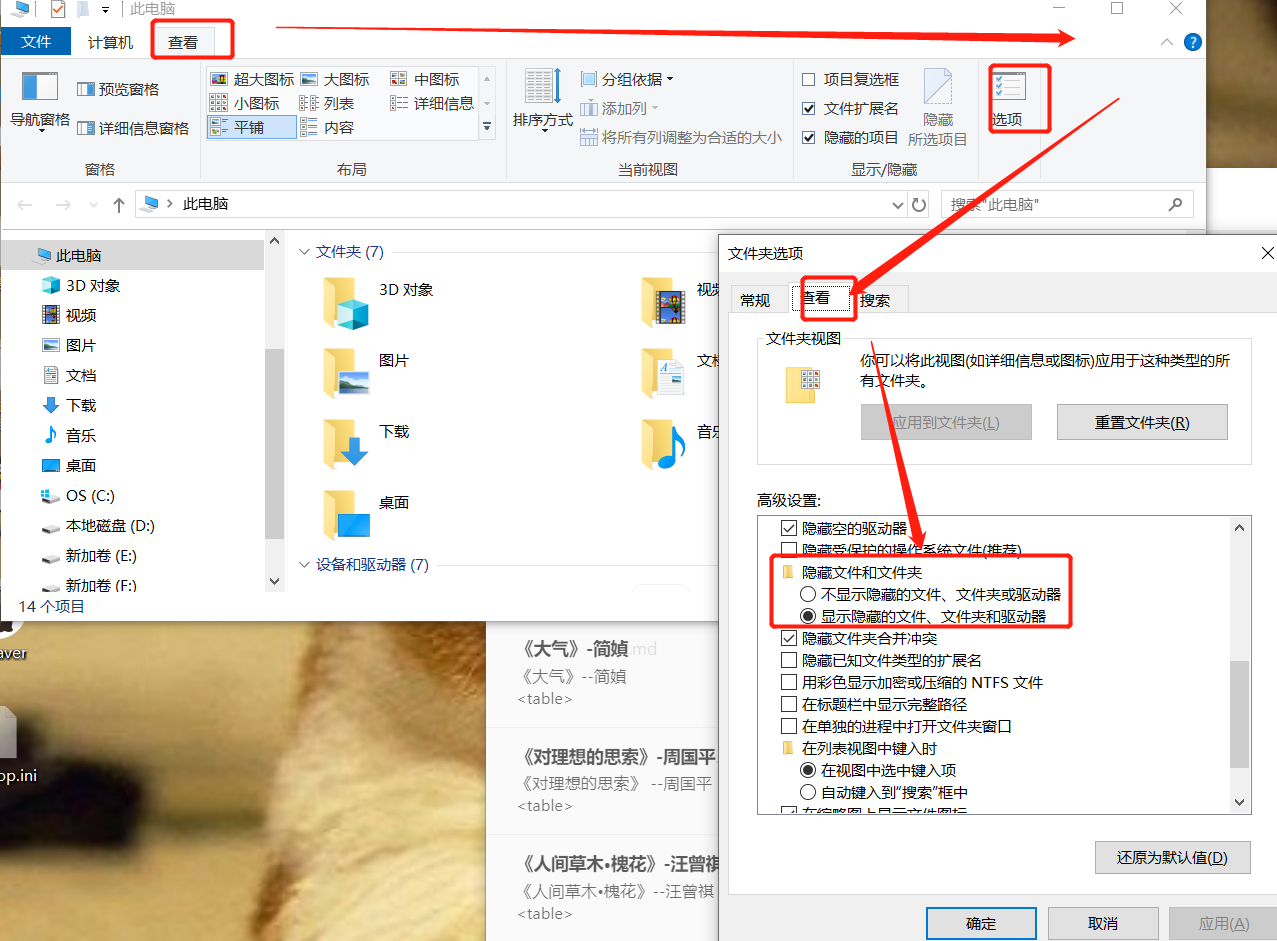 此电脑
文件 计算机 查看
导航窗格
预览窗格
详细信息窗格
窗格
超大图标 大图标 中图标
小图标 列表 详细信息
平铺 内容
布局
排序方式
分组依据
添加列
将所有列调整为合适的大小
当前视图
项目复选框
文件扩展名
隐藏的项目
隐藏
所选项目
显示/隐藏
选项
此电脑
搜索"此电脑"
此电脑
3D 对象
视频
图片
文档
下载
音乐
桌面
OS (C:)
本地磁盘 (D:)
新加卷 (E:)
新加卷 (F:)
14 个项目
文件夹 (7)
3D 对象
视频
图片
文档
下载
音乐
桌面
设备和驱动器 (7)
文件夹选项
常规 查看 搜索
文件夹视图
你可以将此视图(如详细信息或图标)应用于这种类型的所
有文件夹。
应用到文件夹(L) 重置文件夹(R)
高级设置:
隐藏空的驱动器
隐藏受保护的操作系统文件(推荐)
隐藏文件和文件夹
不显示隐藏的文件、文件夹或驱动器
显示隐藏的文件、文件夹和驱动器
隐藏文件夹合并冲突
隐藏已知文件类型的扩展名
用彩色显示加密或压缩的 NTFS 文件
在标题栏中显示完整路径
在单独的进程中打开文件夹窗口
在列表视图中键入时
在视图中选中键入项
自动键入到“搜索”框中
在缩略图上显示文件图标
还原为默认值(D)
确定 取消 应用(A)
aver
op.ini
《大气》-简媜.md
《大气》--简媜
<table>
《对理想的思索》-周国平
《对理想的思索》 --周国平
<table>
《人间草木•槐花》-汪曾祺
《人间草木•槐花》--汪曾祺
<table>